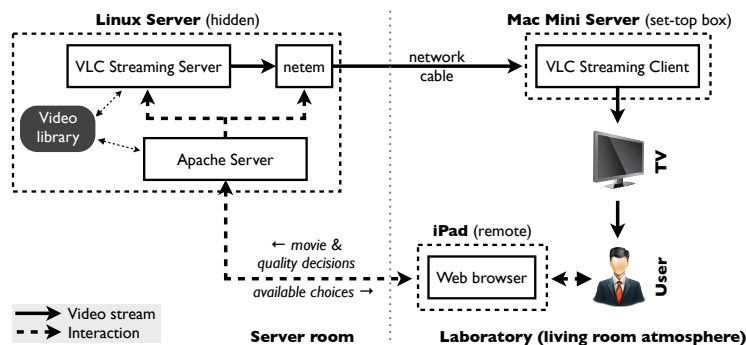 Linux Server (hidden)
Mac Mini Server (set-top box)
VLC Streaming Server
netem
network
cable
VLC Streaming Client
Video
library
Apache Server
TV
iPad (remote)
← movie &
quality decisions
available choices →
Web browser
User
Video stream
Interaction
Server room
Laboratory (living room atmosphere)